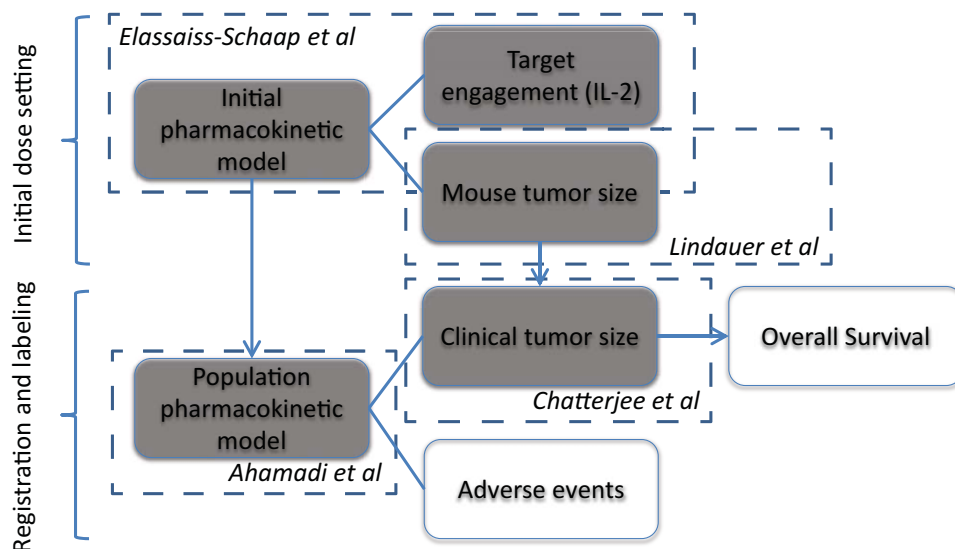 Initial dose setting
Elassaiss-Schaap et al
Initial
pharmacokinetic
model
Target
engagement (IL-2)
Mouse tumor size
Lindauer et al
Registration and labeling
Population
pharmacokinetic
model
Ahamadi et al
Clinical tumor size
Chatterjee et al
Overall Survival
Adverse events